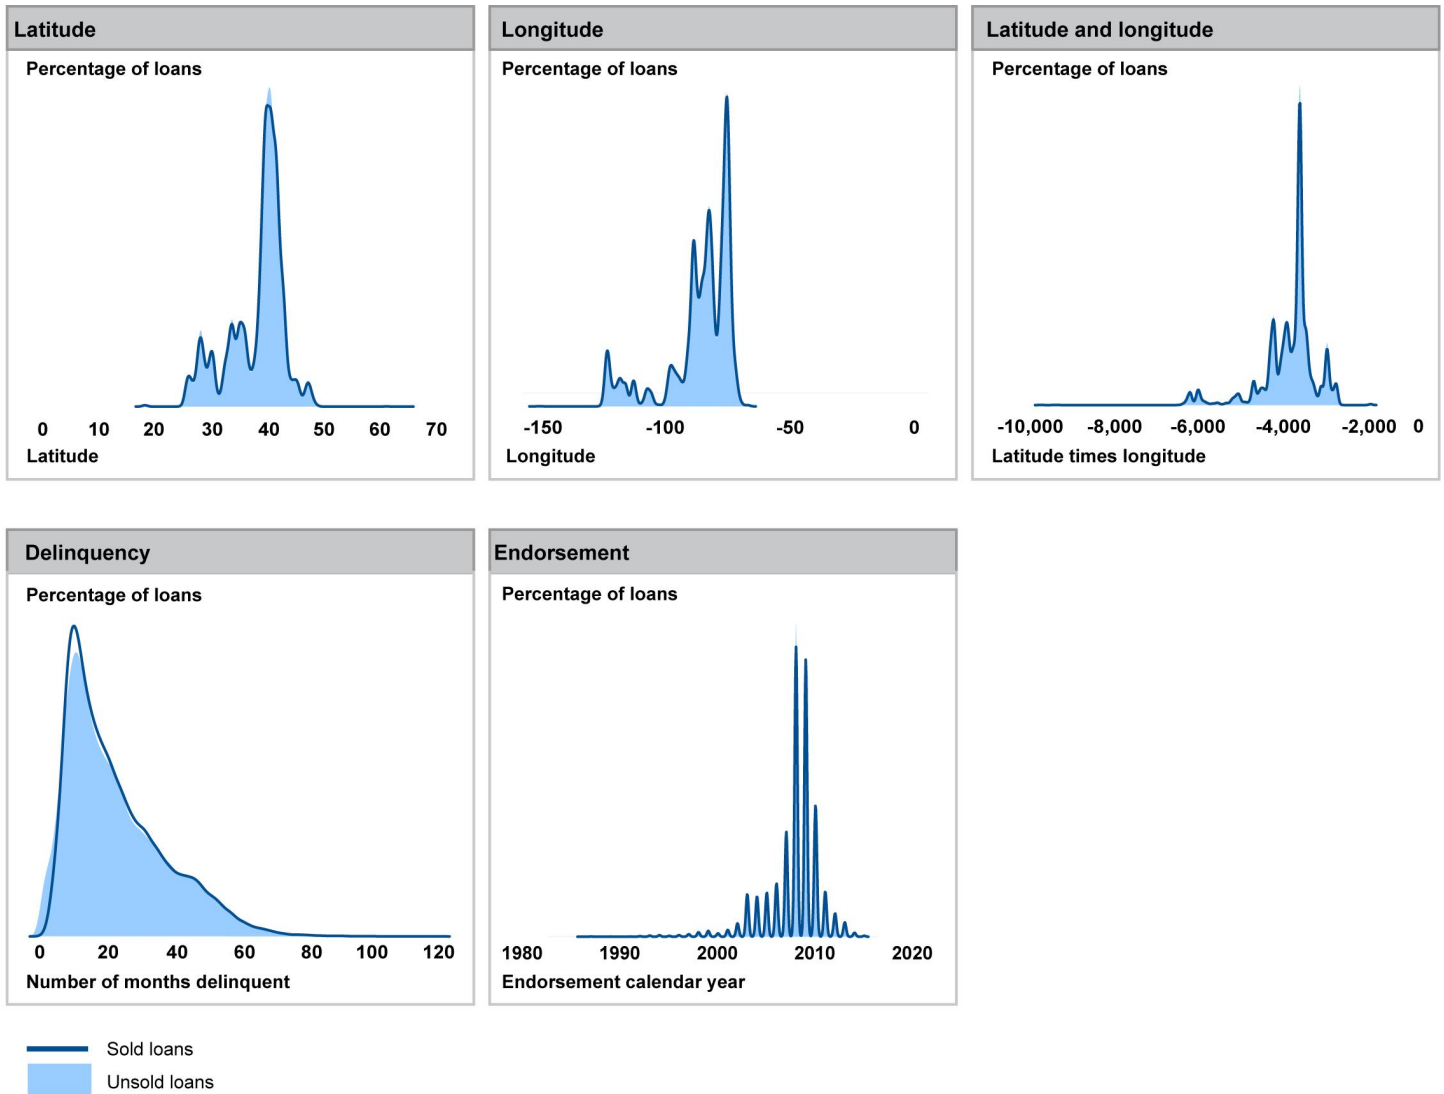 Latitude
Percentage of loans
0 10 20 30 40 50 60 70
Latitude
Longitude
Percentage of loans
-150 -100 -50 0
Longitude
Latitude and longitude
Percentage of loans
-10,000 -8,000 -6,000 -4,000 -2,000 0
Latitude times longitude
Delinquency
Percentage of loans
0 20 40 60 80 100 120
Number of months delinquent
Endorsement
Percentage of loans
1980 1990 2000 2010 2020
Endorsement calendar year
Sold loans
Unsold loans